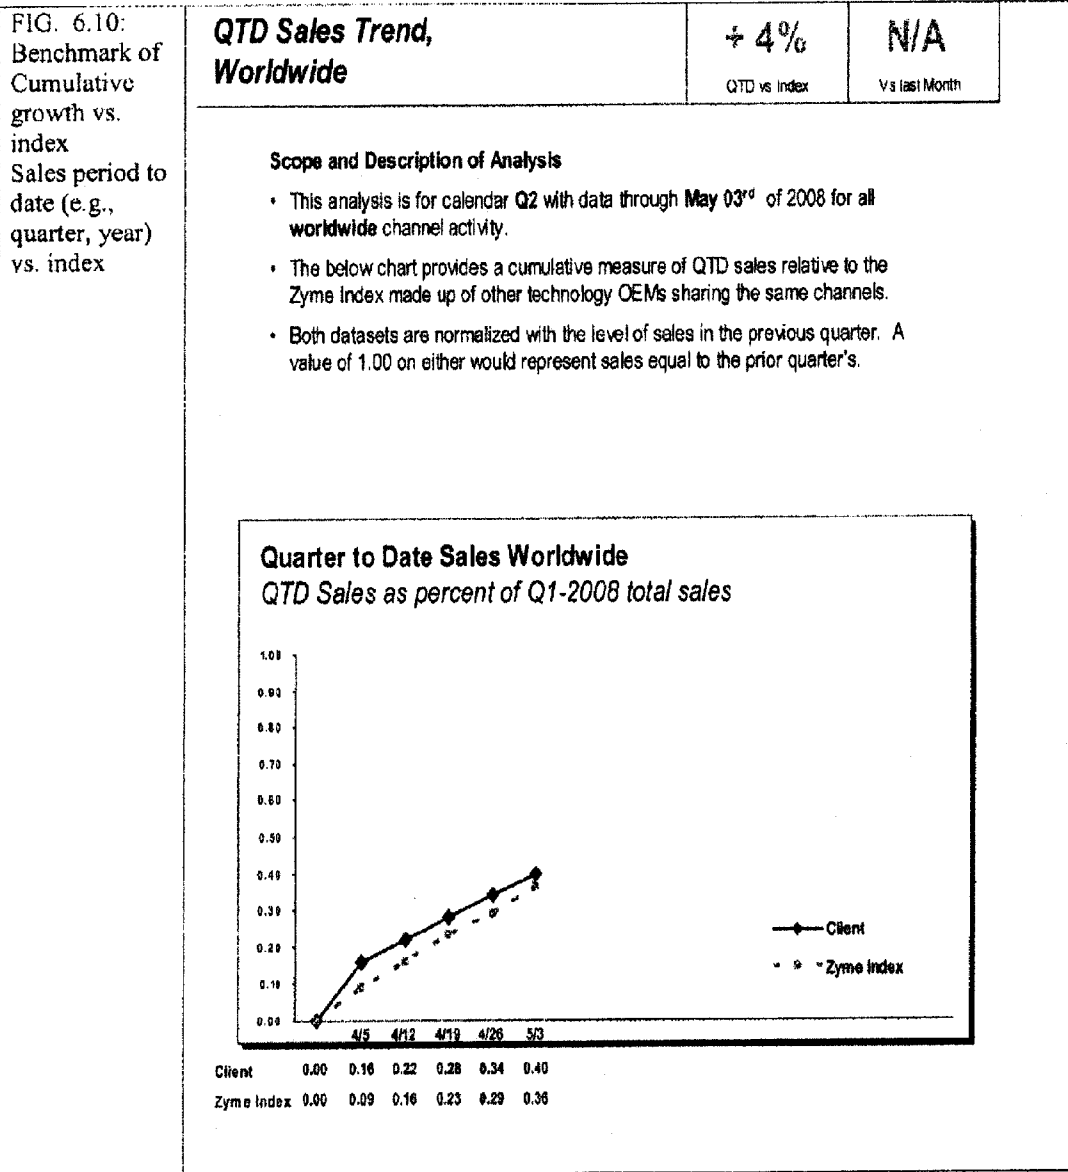 FIG. 6.10:
Benchmark of
Cumulative
growth vs.
index
Sales period to
date (e.g.,
quarter, year)
vs. index
QTD Sales Trend,
Worldwide
+ 4%
QTD vs Index
N/A
Vs last Month
Scope and Description of Analysis
• This analysis is for calendar Q2 with data through May 03rd of 2008 for all
worldwide channel activity.
• The below chart provides a cumulative measure of QTD sales relative to the
Zyme Index made up of other technology OEMs sharing the same channels.
• Both datasets are normalized with the level of sales in the previous quarter. A
value of 1.00 on either would represent sales equal to the prior quarter's.
Quarter to Date Sales Worldwide
QTD Sales as percent of Q1-2008 total sales
1.00
0.90
0.80
0.70
0.60
0.50
0.40
0.30
0.20
0.10
0.00
Client
Zyme Index
4/5 4/12 4/19 4/26 5/3
Client 0.00 0.16 0.22 0.28 0.34 0.40
Zyme Index 0.00 0.09 0.16 0.23 0.29 0.36